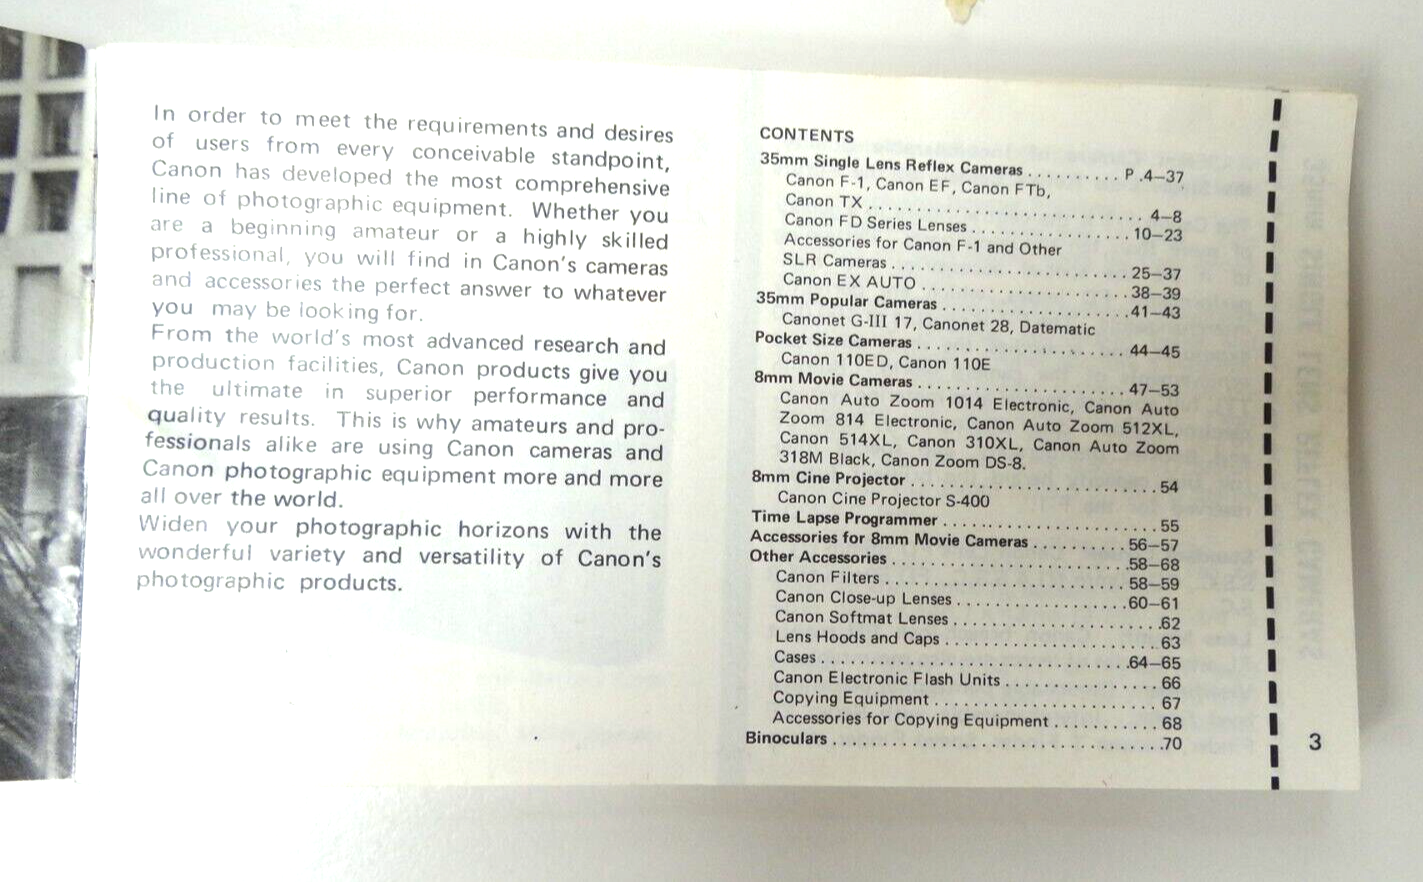 In order to meet the requirements and desires
of users from every conceivable standpoint,
Canon has developed the most comprehensive
line of photographic equipment. Whether you
are a beginning amateur or a highly skilled
professional, you will find in Canon's cameras
and accessories the perfect answer to whatever
you may be looking for.
From the world's most advanced research and
production facilities, Canon products give you
the ultimate in superior performance and
quality results. This is why amateurs and pro-
fessionals alike are using Canon cameras and
Canon photographic equipment more and more
all over the world.
Widen your photographic horizons with the
wonderful variety and versatility of Canon's
photographic products.
CONTENTS
35mm Single Lens Reflex Cameras . . . . . . . . . . P .4–37
Canon F-1, Canon EF, Canon FTb,
Canon TX . . . . . . . . . . . . . . . . . . . . . . . . . . . . . 4–8
Canon FD Series Lenses . . . . . . . . . . . . . . . . . 10–23
Accessories for Canon F-1 and Other
SLR Cameras . . . . . . . . . . . . . . . . . . . . . . . . . 25–37
Canon EX AUTO . . . . . . . . . . . . . . . . . . . . . . 38–39
35mm Popular Cameras . . . . . . . . . . . . . . . . . . . . 41–43
Canonet G-III 17, Canonet 28, Datematic
Pocket Size Cameras . . . . . . . . . . . . . . . . . . . . . . 44–45
Canon 110ED, Canon 110E
8mm Movie Cameras . . . . . . . . . . . . . . . . . . . . . . 47–53
Canon Auto Zoom 1014 Electronic, Canon Auto
Zoom 814 Electronic, Canon Auto Zoom 512XL,
Canon 514XL, Canon 310XL, Canon Auto Zoom
318M Black, Canon Zoom DS-8.
8mm Cine Projector . . . . . . . . . . . . . . . . . . . . . . . . . . 54
Canon Cine Projector S-400
Time Lapse Programmer . . . . . . . . . . . . . . . . . . . . . . . 55
Accessories for 8mm Movie Cameras . . . . . . . . . . 56–57
Other Accessories . . . . . . . . . . . . . . . . . . . . . . . . .58–68
Canon Filters . . . . . . . . . . . . . . . . . . . . . . . . . . 58–59
Canon Close-up Lenses . . . . . . . . . . . . . . . . . . 60–61
Canon Softmat Lenses . . . . . . . . . . . . . . . . . . . . . .62
Lens Hoods and Caps . . . . . . . . . . . . . . . . . . . . . . . 63
Cases . . . . . . . . . . . . . . . . . . . . . . . . . . . . . . . . .64–65
Canon Electronic Flash Units . . . . . . . . . . . . . . . . 66
Copying Equipment . . . . . . . . . . . . . . . . . . . . . . . . 67
Accessories for Copying Equipment . . . . . . . . . . . 68
Binoculars . . . . . . . . . . . . . . . . . . . . . . . . . . . . . . . . . . .70
3